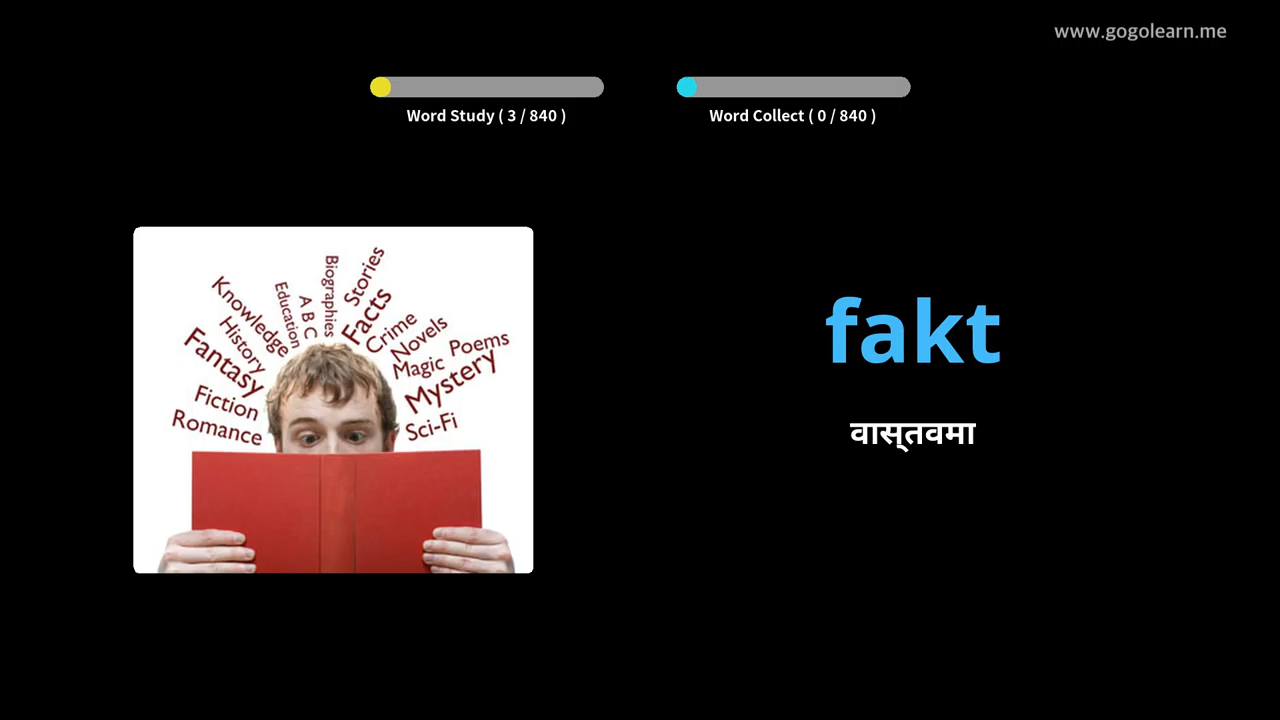 www.gogolearn.me
Word Study ( 3 / 840 )
Word Collect ( 0 / 840 )
Biographies
Stories
Education
A B C
Facts
Knowledge
Crime
History
Novels
Fantasy
Magic
Poems
Mystery
Fiction
Romance
Sci-Fi
fakt
वास्तवमा